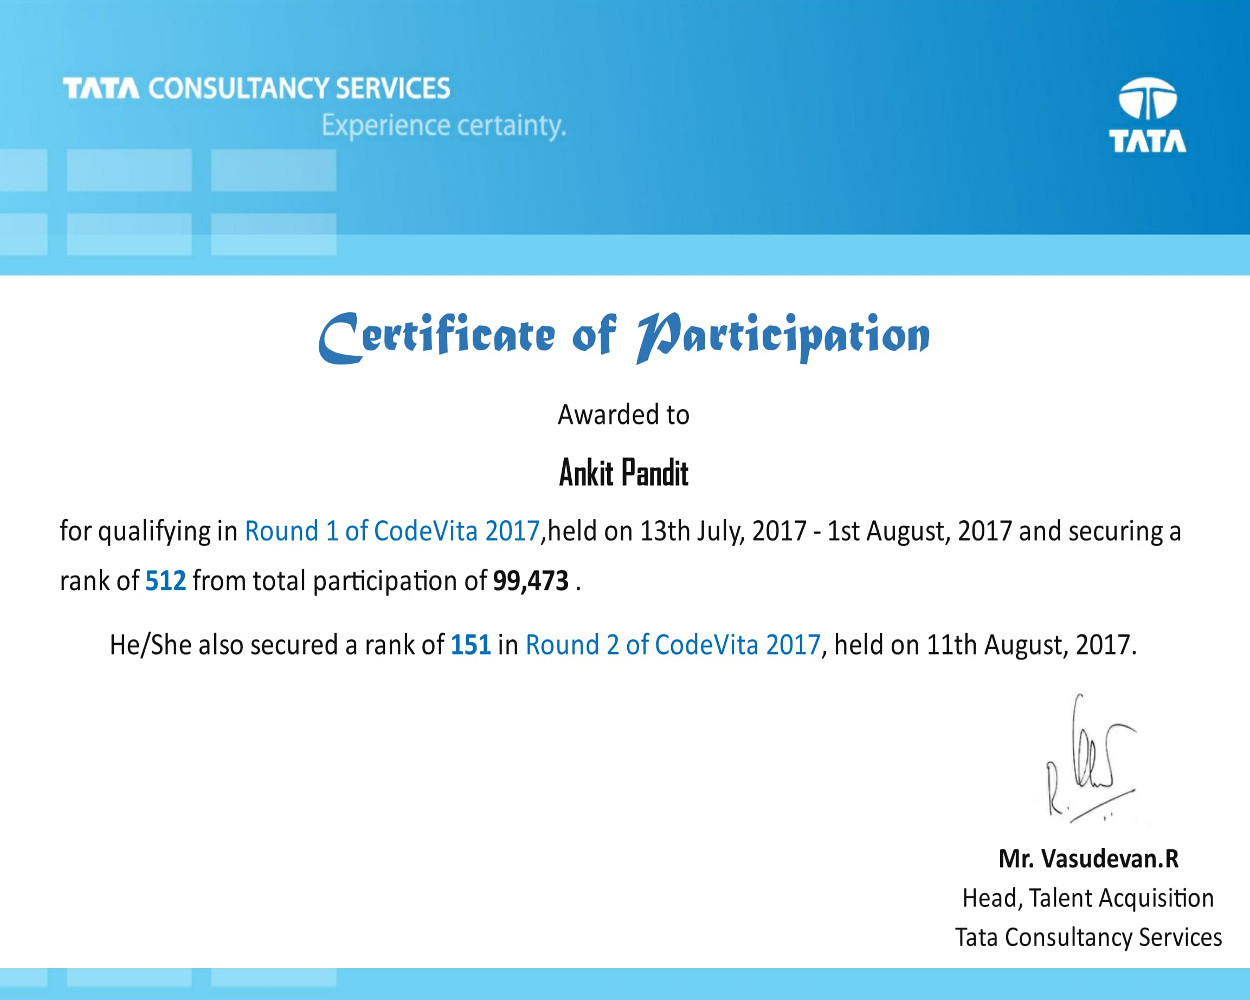 TATA CONSULTANCY SERVICES
Experience certainty.
TATA
Certificate of Participation
Awarded to
Ankit Pandit
for qualifying in Round 1 of CodeVita 2017,held on 13th July, 2017 - 1st August, 2017 and securing a
rank of 512 from total participation of 99,473 .
He/She also secured a rank of 151 in Round 2 of CodeVita 2017, held on 11th August, 2017.
Mr. Vasudevan.R
Head, Talent Acquisition
Tata Consultancy Services